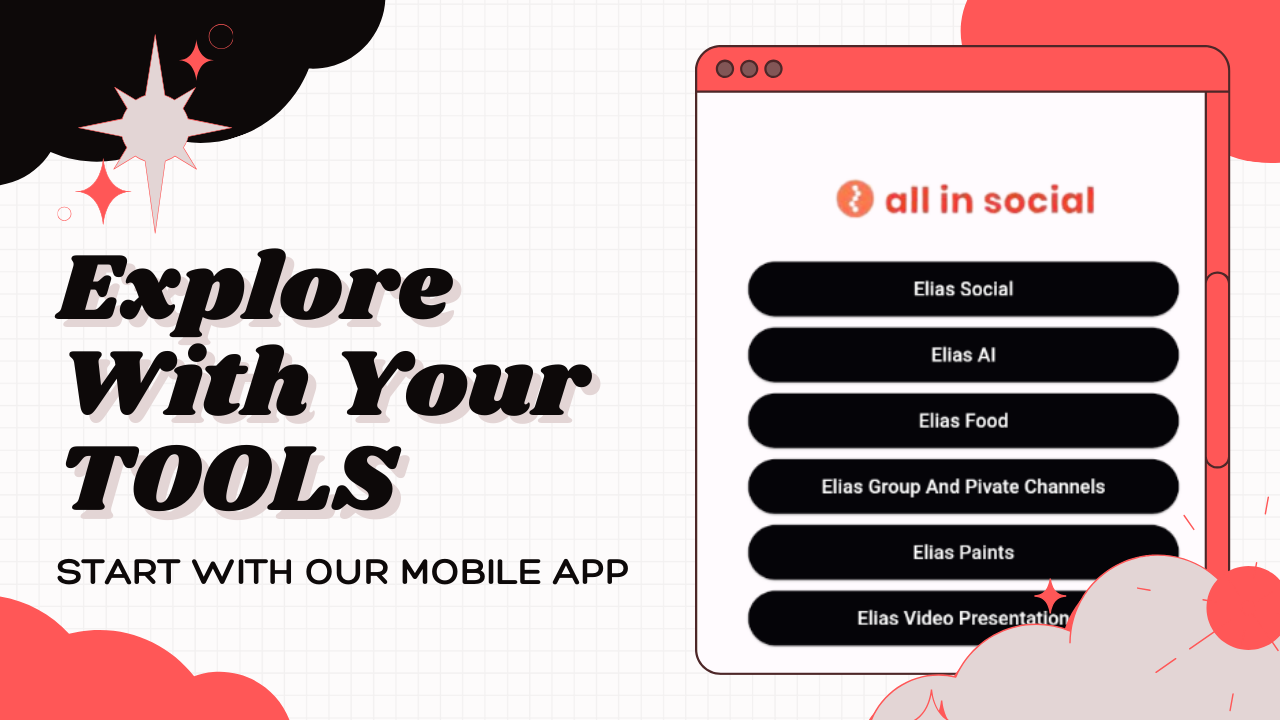 Explore
With Your
TOOLS
START WITH OUR MOBILE APP
all in social
Elias Social
Elias AI
Elias Food
Elias Group And Pivate Channels
Elias Paints
Elias Video Presentation